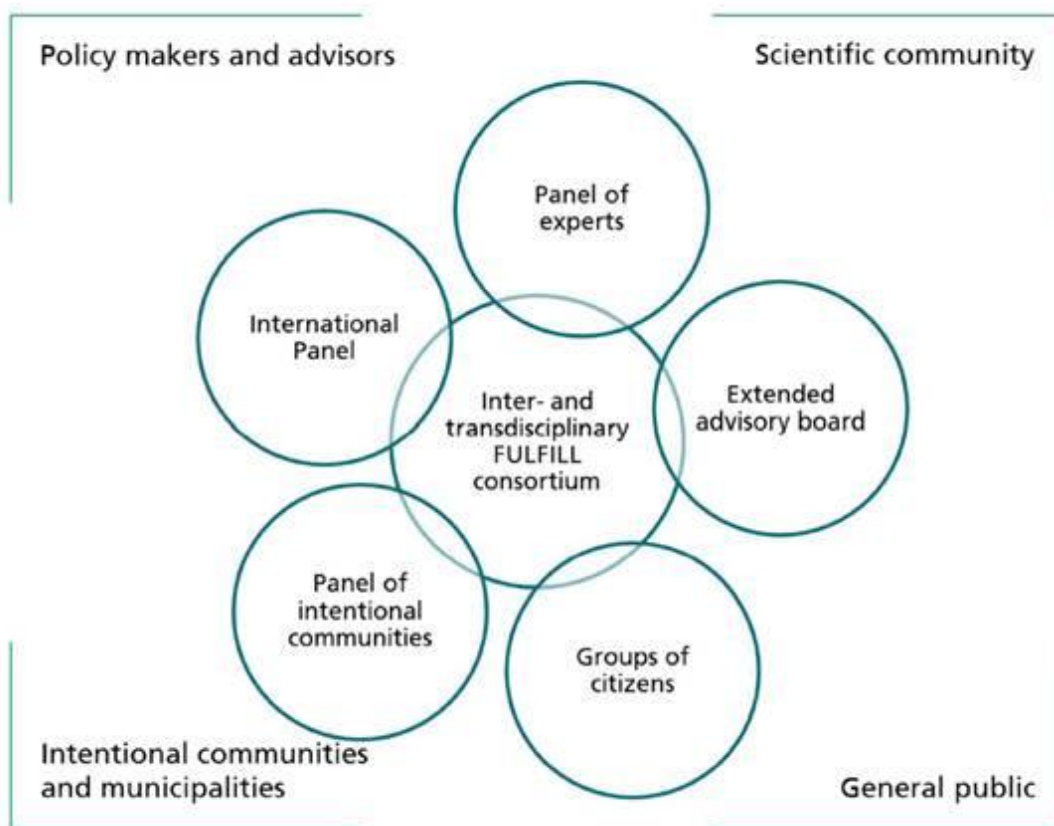 Policy makers and advisors
Scientific community
Panel of
experts
International
Panel
Inter- and
transdisciplinary
FULFILL
consortium
Extended
advisory board
Panel of
intentional
communities
Groups of
citizens
Intentional communities
and municipalities
General public